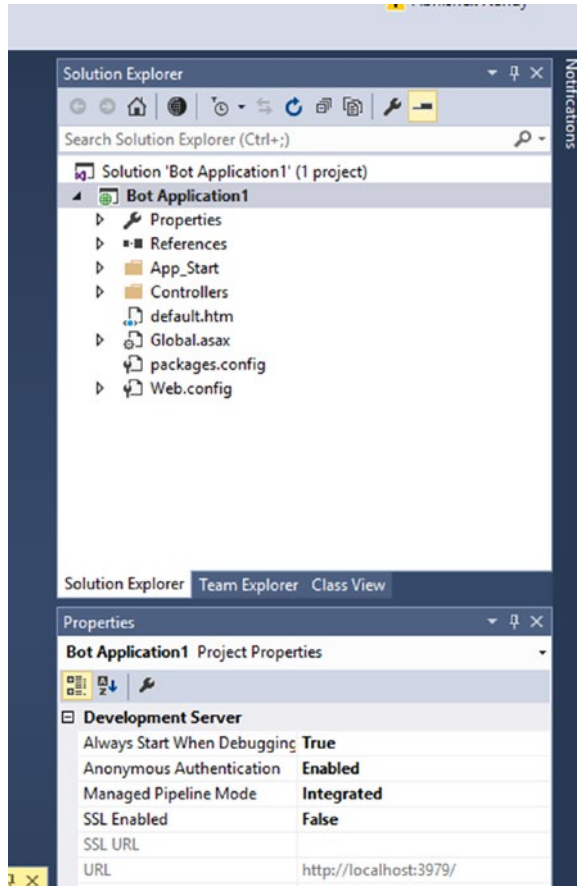 Notifications
Solution Explorer
Search Solution Explorer (Ctrl+;)
Solution 'Bot Application1' (1 project)
Bot Application1
Properties
References
App_Start
Controllers
default.htm
Global.asax
packages.config
Web.config
Solution Explorer Team Explorer Class View
Properties
Bot Application1 Project Properties
Development Server
Always Start When Debugging True
Anonymous Authentication Enabled
Managed Pipeline Mode Integrated
SSL Enabled False
SSL URL
URL http://localhost:3979/